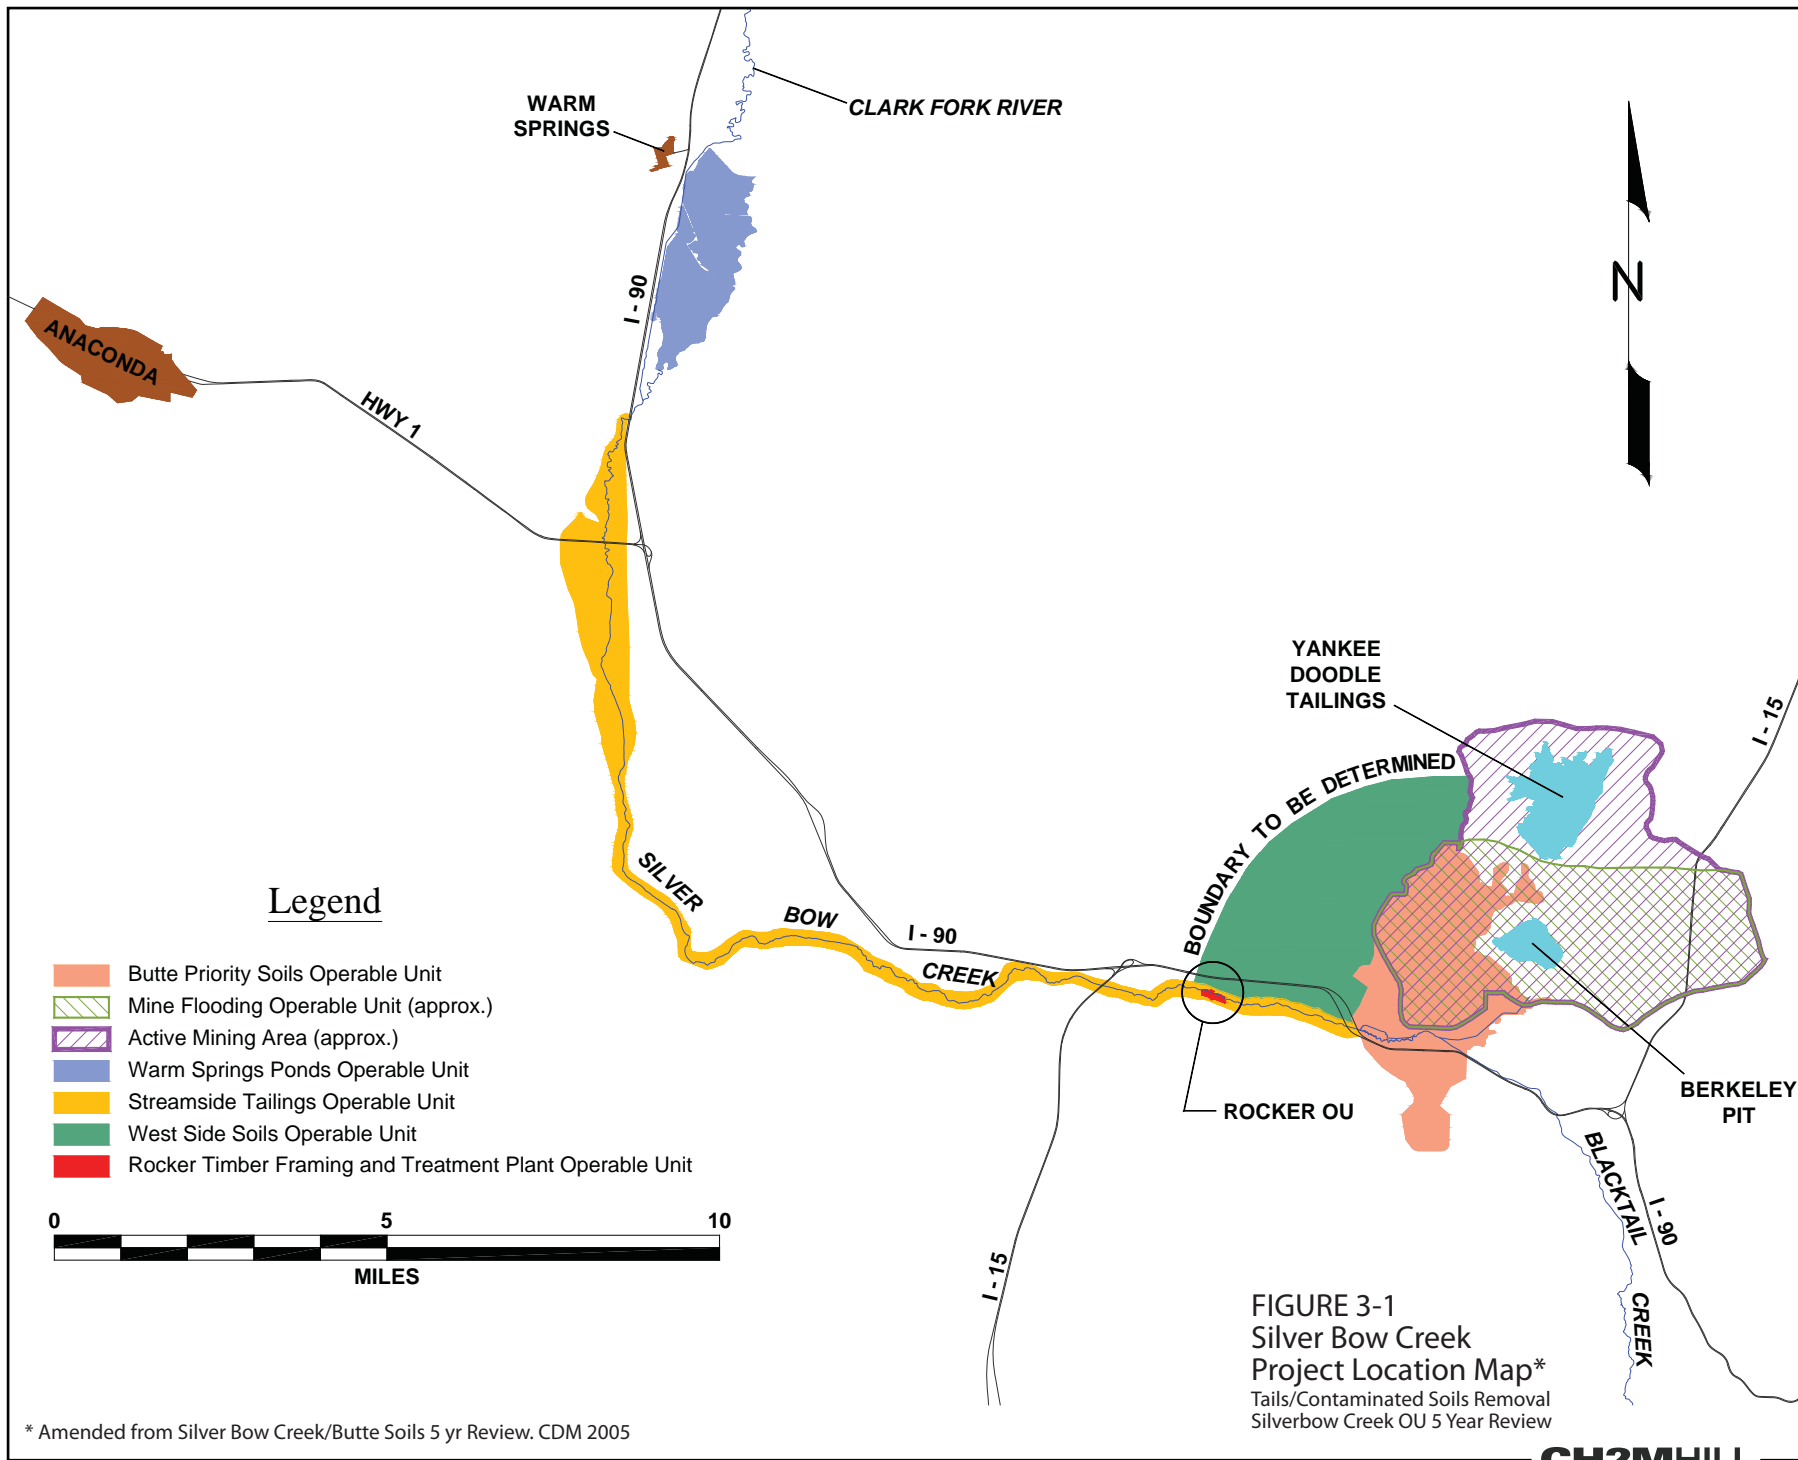 WARM
SPRINGS
CLARK FORK RIVER
N
I - 90
ANACONDA
HWY 1
YANKEE
DOODLE
TAILINGS
I - 15
BOUNDARY TO BE DETERMINED
SILVER
BOW
CREEK
I - 90
ROCKER OU
BERKELEY
PIT
BLACKTAIL
CREEK
I - 90
I - 15
Legend
Butte Priority Soils Operable Unit
Mine Flooding Operable Unit (approx.)
Active Mining Area (approx.)
Warm Springs Ponds Operable Unit
Streamside Tailings Operable Unit
West Side Soils Operable Unit
Rocker Timber Framing and Treatment Plant Operable Unit
0 5 10
MILES
FIGURE 3-1
Silver Bow Creek
Project Location Map*
Tails/Contaminated Soils Removal
Silverbow Creek OU 5 Year Review
* Amended from Silver Bow Creek/Butte Soils 5 yr Review. CDM 2005
CH2MHILL